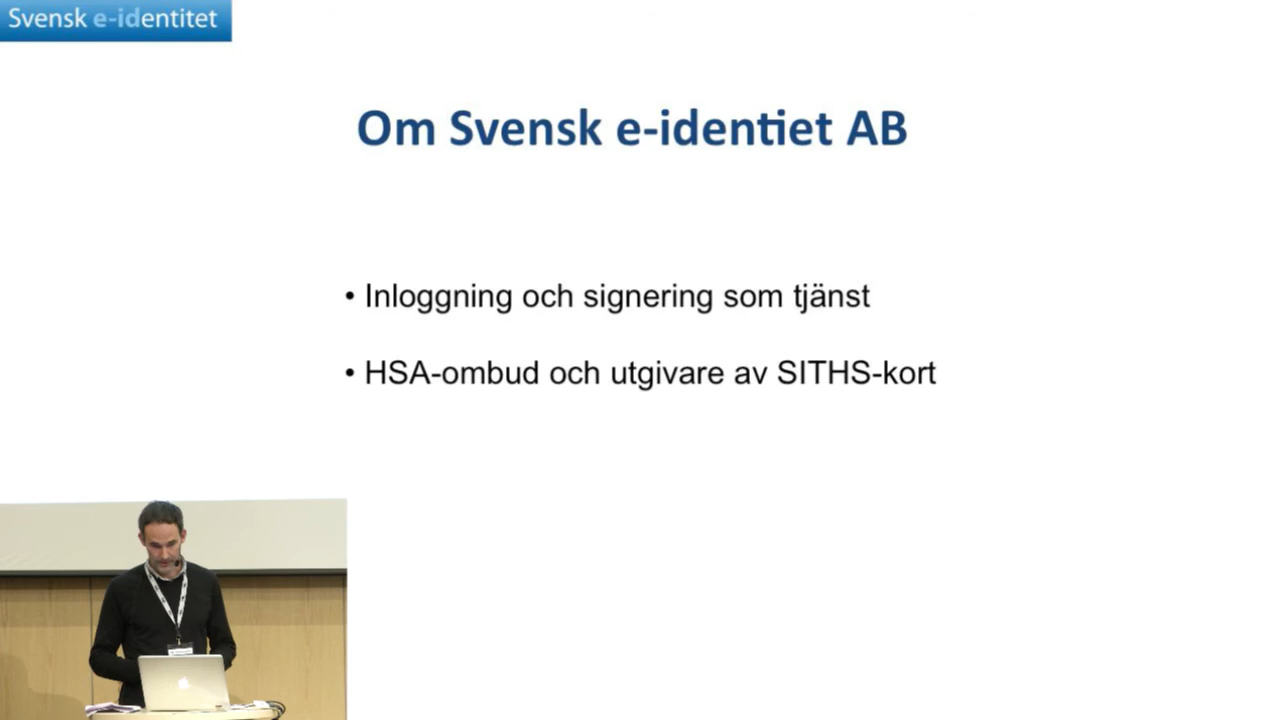 Svensk e-identitet
Om Svensk e-identiet AB
• Inloggning och signering som tjänst
• HSA-ombud och utgivare av SITHS-kort